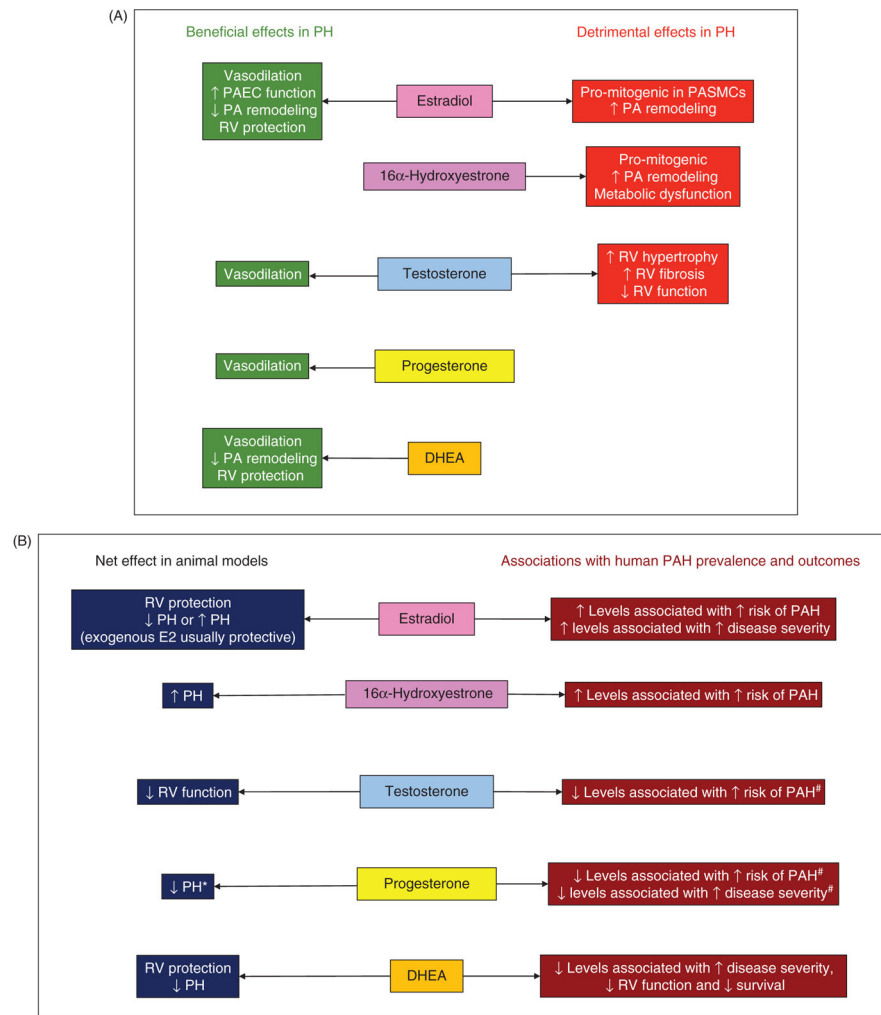 (A)
Beneficial effects in PH
Detrimental effects in PH
Vasodilation
↑ PAEC function
↓ PA remodeling
RV protection
Estradiol
Pro-mitogenic in PASMCs
↑ PA remodeling
16α-Hydroxyestrone
Pro-mitogenic
↑ PA remodeling
Metabolic dysfunction
Vasodilation
Testosterone
↑ RV hypertrophy
↑ RV fibrosis
↓ RV function
Vasodilation
Progesterone
Vasodilation
↓ PA remodeling
RV protection
DHEA
(B)
Net effect in animal models
Associations with human PAH prevalence and outcomes
RV protection
↓ PH or ↑ PH
(exogenous E2 usually protective)
Estradiol
↑ Levels associated with ↑ risk of PAH
↑ levels associated with ↑ disease severity
↑ PH
16α-Hydroxyestrone
↑ Levels associated with ↑ risk of PAH
↓ RV function
Testosterone
↓ Levels associated with ↑ risk of PAH#
↓ PH*
Progesterone
↓ Levels associated with ↑ risk of PAH#
↓ levels associated with ↑ disease severity#
RV protection
↓ PH
DHEA
↓ Levels associated with ↑ disease severity,
↓ RV function and ↓ survival